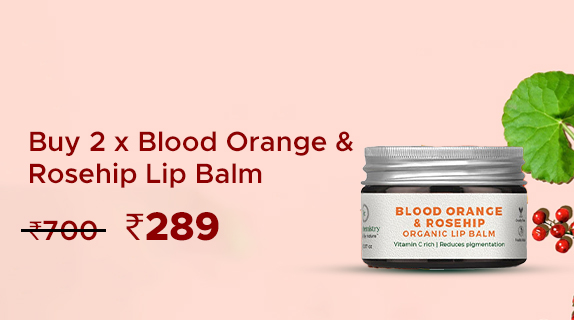 Buy 2 x Blood Orange &
Rosehip Lip Balm
₹700 ₹289
BLOOD ORANGE
& ROSEHIP
ORGANIC LIP BALM
Vitamin C rich | Reduces pigmentation